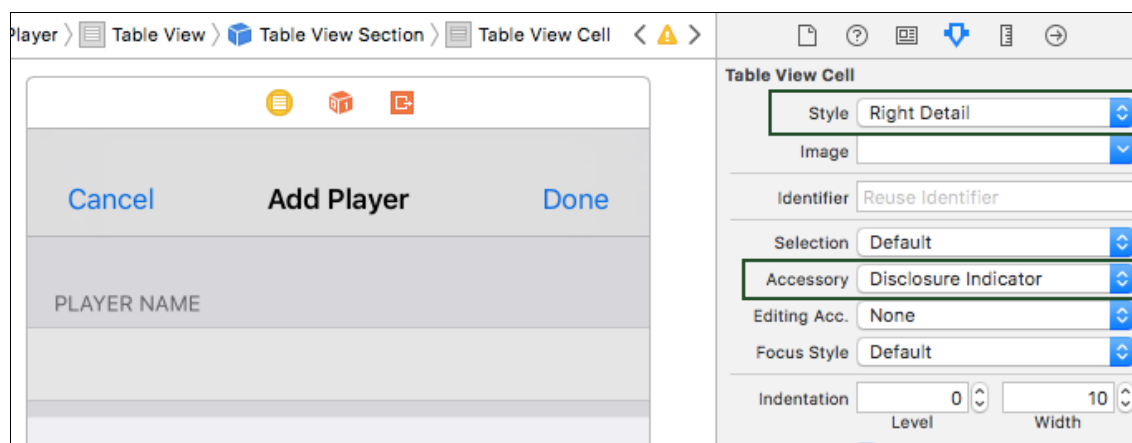 Player Table View Table View Section Table View Cell
Table View Cell
Style Right Detail
Image
Cancel Add Player Done
Identifier Reuse Identifier
Selection Default
Accessory Disclosure Indicator
PLAYER NAME
Editing Acc. None
Focus Style Default
Indentation 0 10
Level Width